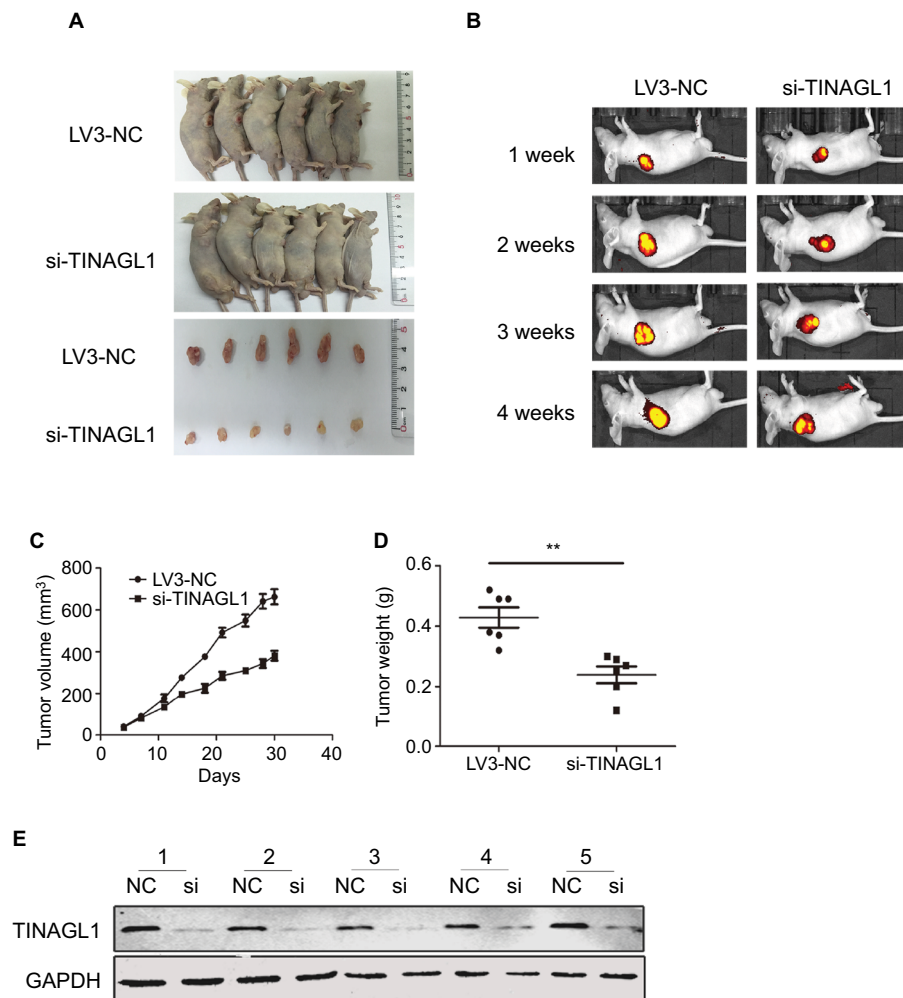 A
B
LV3-NC
si-TINAGL1
LV3-NC
si-TINAGL1
LV3-NC si-TINAGL1
1 week
2 weeks
3 weeks
4 weeks
C
LV3-NC
si-TINAGL1
Tumor volume (mm³)
800
600
400
200
0
0 10 20 30 40
Days
D
**
Tumor weight (g)
0.6
0.4
0.2
0.0
LV3-NC si-TINAGL1
E
1 2 3 4 5
NC si NC si NC si NC si NC si
TINAGL1
GAPDH